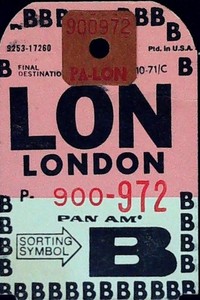 BBB BBBB
900972
9253-17260 Ptd. in U.S.A.
FINAL
DESTINATION PA-LON 10-71/C
LON
LONDON
P- 900-972
PAN AM
SORTING
SYMBOL
B
BBBBBBBBBBBB